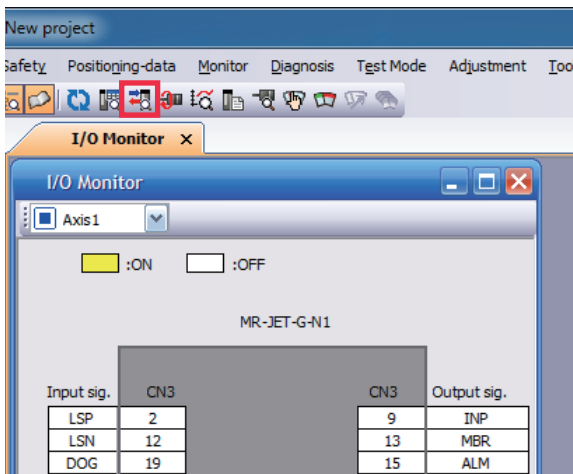 New project
Safety Positioning-data Monitor Diagnosis Test Mode Adjustment
I/O Monitor x
I/O Monitor
Axis1
:ON :OFF
MR-JET-G-N1
Input sig. CN3 CN3 Output sig.
LSP 2 9 INP
LSN 12 13 MBR
DOG 19 15 ALM